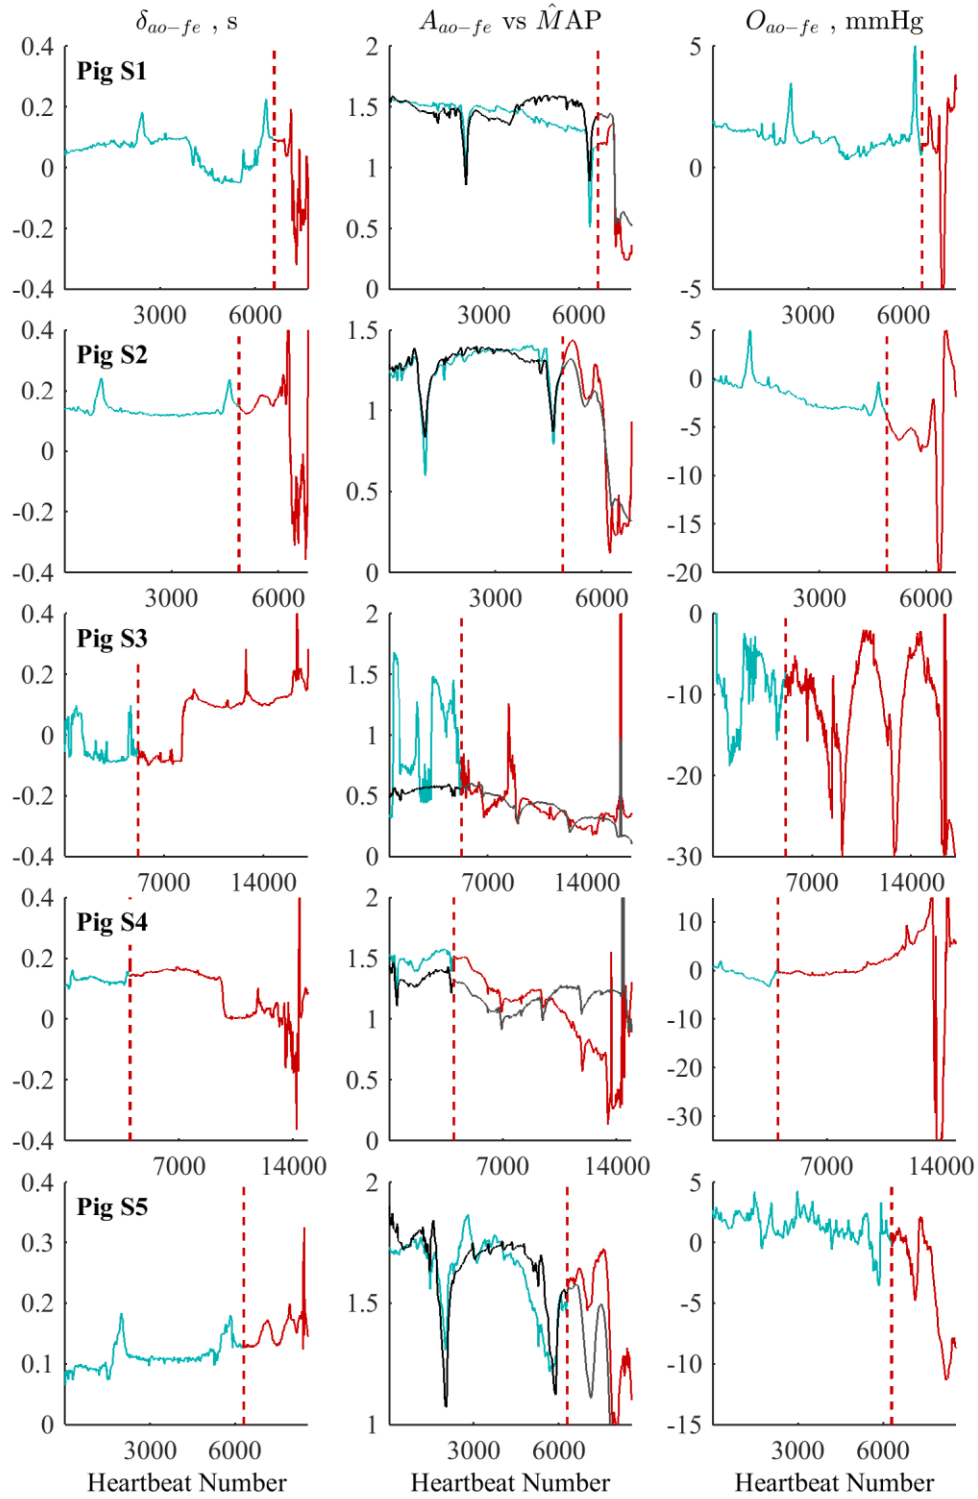 δ_ao−fe , s
A_ao−fe vs M̂AP
O_ao−fe , mmHg
0.4 0.2 0 -0.2 -0.4
Pig S1
3000 6000
2 1.5 1 0.5 0
3000 6000
5 0 -5
3000 6000
0.4 0.2 0 -0.2 -0.4
Pig S2
3000 6000
1.5 1 0.5 0
3000 6000
5 0 -5 -10 -15 -20
3000 6000
0.4 0.2 0 -0.2 -0.4
Pig S3
7000 14000
2 1.5 1 0.5 0
7000 14000
0 -10 -20 -30
7000 14000
0.4 0.2 0 -0.2 -0.4
Pig S4
7000 14000
2 1.5 1 0.5 0
7000 14000
10 0 -10 -20 -30
7000 14000
0.4 0.3 0.2 0.1 0
Pig S5
3000 6000
Heartbeat Number
2 1.5 1
3000 6000
Heartbeat Number
5 0 -5 -10 -15
3000 6000
Heartbeat Number